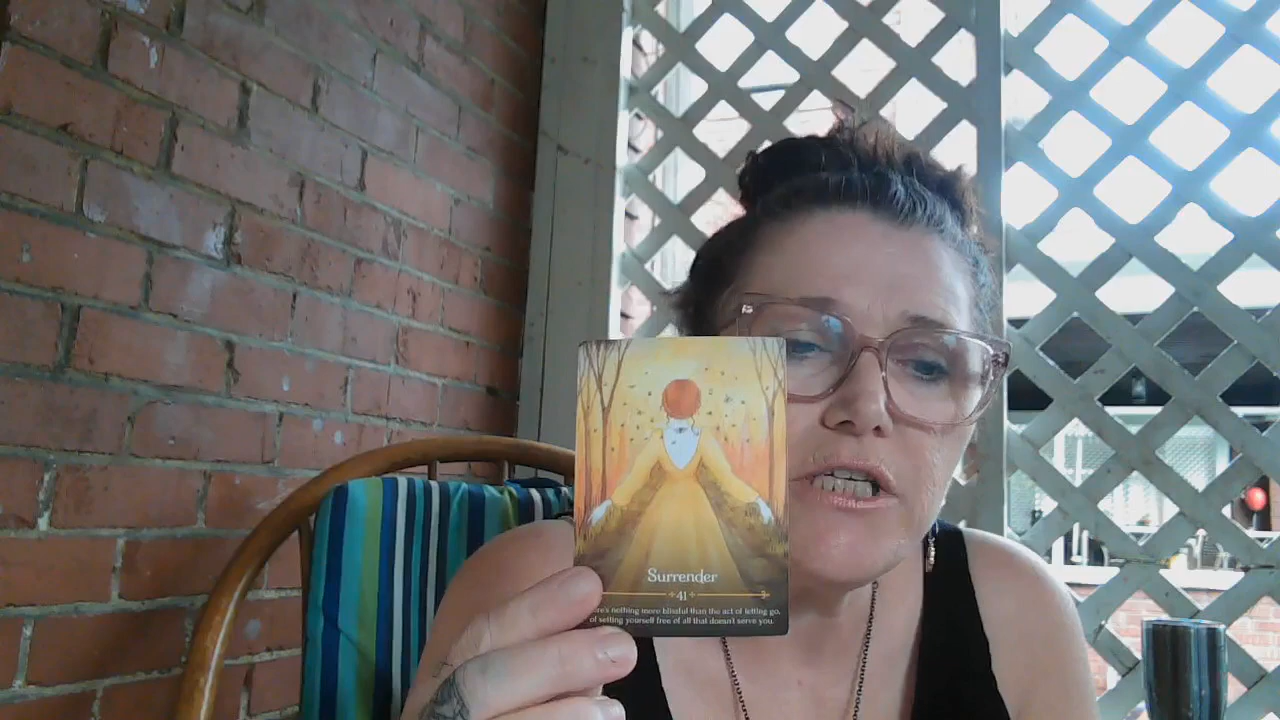 Surrender
41
here's nothing more blissful than the act of letting go,
of setting yourself free of all that doesn't serve you.